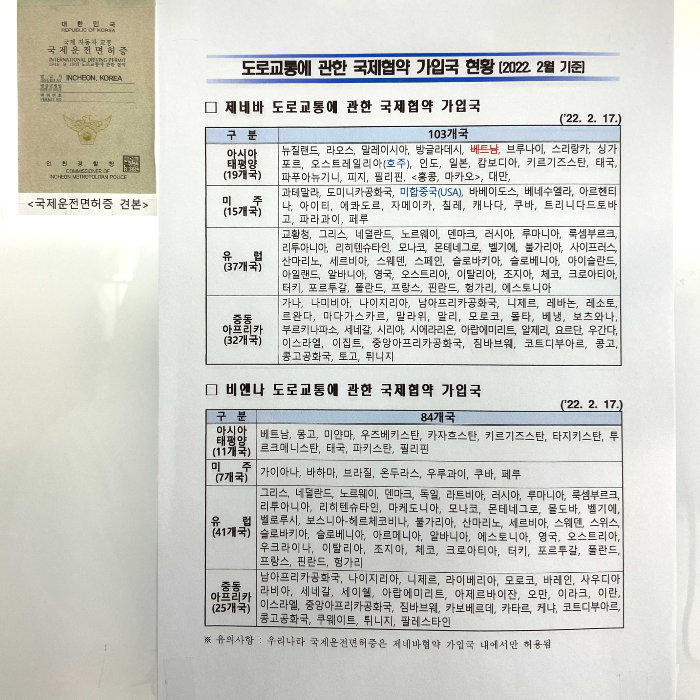 대 한 민 국
REPUBLIC OF KOREA
국제 자동차 교통
국제운전면허증
INTERNATIONAL DRIVING PERMIT
INCHEON, KOREA
인 천 경 찰 청
COMMISSIONER OF
INCHEON METROPOLITAN POLICE
<국제운전면허증 견본>
도로교통에 관한 국제협약 가입국 현황 (2022. 2월 기준)
□ 제네바 도로교통에 관한 국제협약 가입국
('22. 2. 17.)
구 분 103개국
아시아
태평양
(19개국)
뉴질랜드, 라오스, 말레이시아, 방글라데시, 베트남, 브루나이, 스리랑카, 싱가
포르, 오스트레일리아(호주), 인도, 일본, 캄보디아, 키르기즈스탄, 태국,
파푸아뉴기니, 피지, 필리핀, <홍콩, 마카오>, 대만,
미 주
(15개국)
과테말라, 도미니카공화국, 미합중국(USA), 바베이도스, 베네수엘라, 아르헨티
나, 아이티, 에콰도르, 자메이카, 칠레, 캐나다, 쿠바, 트리니다드토바
고, 파라과이, 페루
유 럽
(37개국)
교황청, 그리스, 네덜란드, 노르웨이, 덴마크, 러시아, 루마니아, 룩셈부르크,
리투아니아, 리히텐슈타인, 모나코, 몬테네그로, 벨기에, 불가리아, 사이프러스,
산마리노, 세르비아, 스웨덴, 스페인, 슬로바키아, 슬로베니아, 아이슬란드,
아일랜드, 알바니아, 영국, 오스트리아, 이탈리아, 조지아, 체코, 크로아티아,
터키, 포르투갈, 폴란드, 프랑스, 핀란드, 헝가리, 에스토니아
중동
아프리카
(32개국)
가나, 나미비아, 나이지리아, 남아프리카공화국, 니제르, 레바논, 레소토,
르완다, 마다가스카르, 말라위, 말리, 모로코, 몰타, 베냉, 보츠와나,
부르키나파소, 세네갈, 시리아, 시에라리온, 아랍에미리트, 알제리, 요르단, 우간다,
이스라엘, 이집트, 중앙아프리카공화국, 짐바브웨, 코트디부아르, 콩고,
콩고공화국, 토고, 튀니지
□ 비엔나 도로교통에 관한 국제협약 가입국
('22. 2. 17.)
구 분 84개국
아시아
태평양
(11개국)
베트남, 몽고, 미얀마, 우즈베키스탄, 카자흐스탄, 키르기즈스탄, 타지키스탄, 투
르크메니스탄, 태국, 파키스탄, 필리핀
미 주
(7개국)
가이아나, 바하마, 브라질, 온두라스, 우루과이, 쿠바, 페루
유 럽
(41개국)
그리스, 네덜란드, 노르웨이, 덴마크, 독일, 라트비아, 러시아, 루마니아, 룩셈부르크,
리투아니아, 리히텐슈타인, 마케도니아, 모나코, 몬테네그로, 몰도바, 벨기에,
벨로루시, 보스니아-헤르체코비나, 불가리아, 산마리노, 세르비아, 스웨덴, 스위스,
슬로바키아, 슬로베니아, 아르메니아, 알바니아, 에스토니아, 영국, 오스트리아,
우크라이나, 이탈리아, 조지아, 체코, 크로아티아, 터키, 포르투갈, 폴란드,
프랑스, 핀란드, 헝가리
중동
아프리카
(25개국)
남아프리카공화국, 나이지리아, 니제르, 라이베리아, 모로코, 바레인, 사우디아
라비아, 세네갈, 세이쉘, 아랍에미리트, 아제르바이잔, 오만, 이라크, 이란,
이스라엘, 중앙아프리카공화국, 짐바브웨, 카보베르데, 카타르, 케냐, 코트디부아르,
콩고공화국, 쿠웨이트, 튀니지, 팔레스타인
※ 유의사항 : 우리나라 국제운전면허증은 제네바협약 가입국 내에서만 허용됨